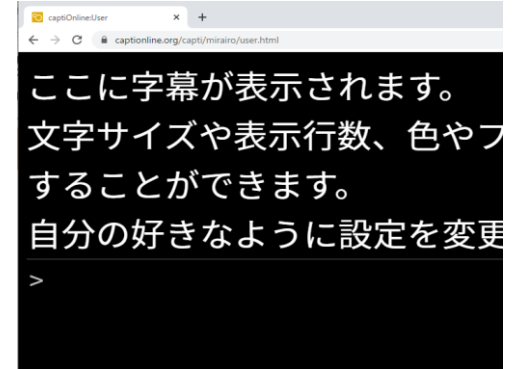 captiOnline:User
captionline.org/capti/mirairo/user.html
ここに字幕が表示されます。
文字サイズや表示行数、色やフ
することができます。
自分の好きなように設定を変更
>